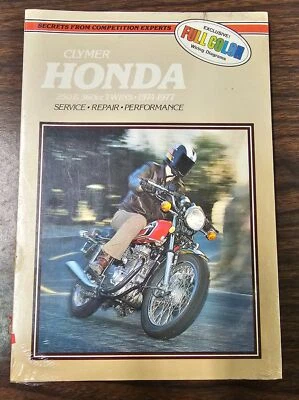 SECRETS FROM COMPETITION EXPERTS
EXCLUSIVE!
FULL COLOR
Wiring Diagrams
CLYMER
HONDA
250 & 360cc TWINS • 1974-1977
SERVICE • REPAIR • PERFORMANCE